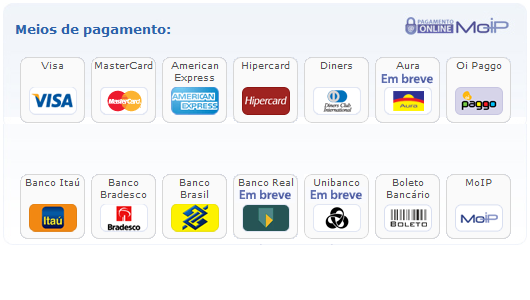 Meios de pagamento:
PAGAMENTO
ONLINE MoIP
Visa
MasterCard
American
Express
Hipercard
Diners
Aura
Em breve
Oi Paggo
VISA
MasterCard
AMERICAN
EXPRESS
Hipercard
Diners Club
International
Aura
paggo
Banco Itaú
Banco
Bradesco
Banco
Brasil
Banco Real
Em breve
Unibanco
Em breve
Boleto
Bancário
MoIP
Itaú
Bradesco
BOLETO
MoIP